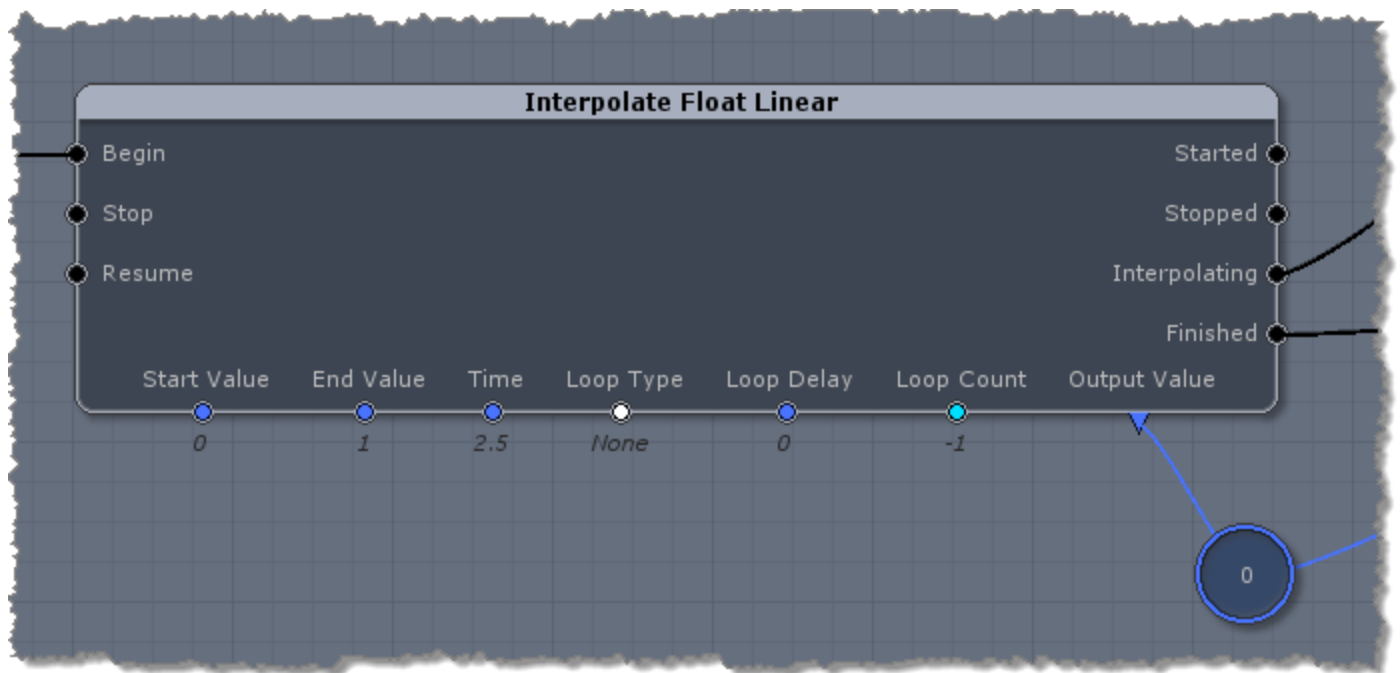 Interpolate Float Linear
Begin Started
Stop Stopped
Resume Interpolating
Finished
Start Value End Value Time Loop Type Loop Delay Loop Count Output Value
0 1 2.5 None 0 -1
0